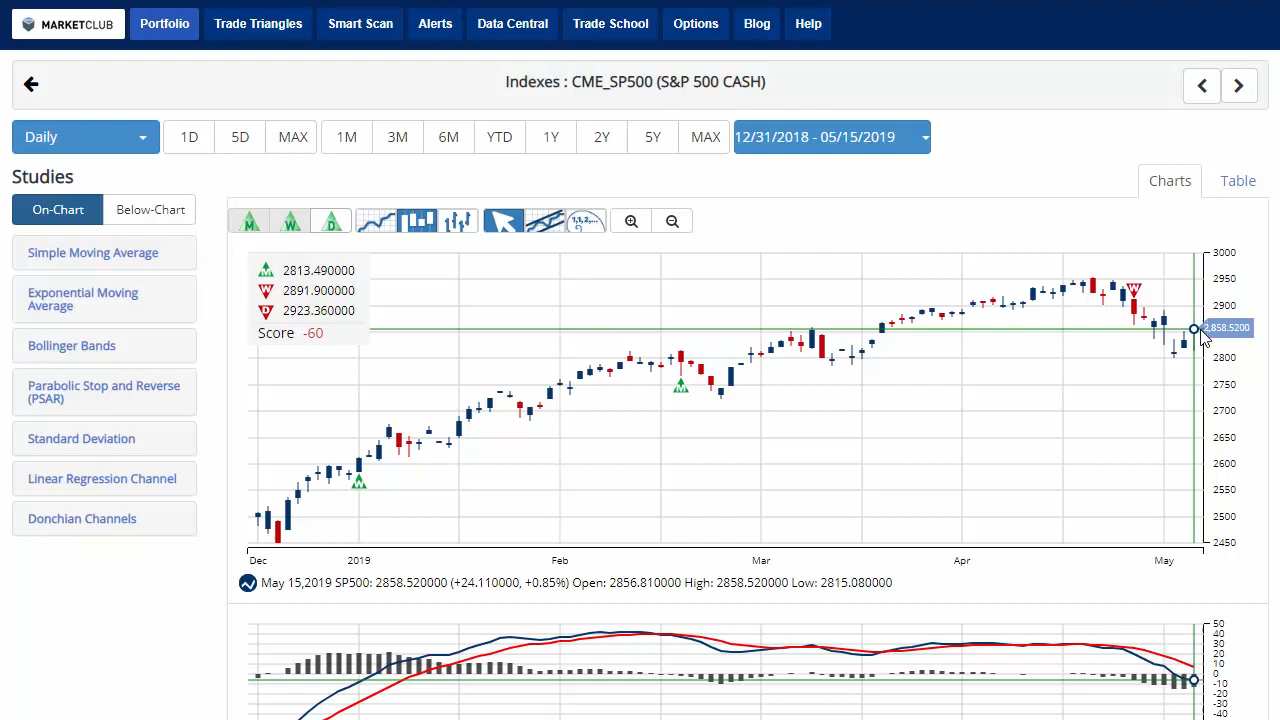 MARKETCLUB Portfolio Trade Triangles Smart Scan Alerts Data Central Trade School Options Blog Help
Indexes : CME_SP500 (S&P 500 CASH)
Daily 1D 5D MAX 1M 3M 6M YTD 1Y 2Y 5Y MAX 12/31/2018 - 05/15/2019
Studies
Charts Table
On-Chart Below-Chart
Simple Moving Average
Exponential Moving
Average
Bollinger Bands
Parabolic Stop and Reverse
(PSAR)
Standard Deviation
Linear Regression Channel
Donchian Channels
M W D 1,2,...
M 2813.490000
W 2891.900000
D 2923.360000
Score -60
W
M
W
3000
2950
2900
2,858.5200
2800
2750
2700
2650
2600
2550
2500
2450
Dec 2019 Feb Mar Apr May
May 15,2019 SP500: 2858.520000 (+24.110000, +0.85%) Open: 2856.810000 High: 2858.520000 Low: 2815.080000
50
40
30
20
10
0
-10
-20
-30
-40